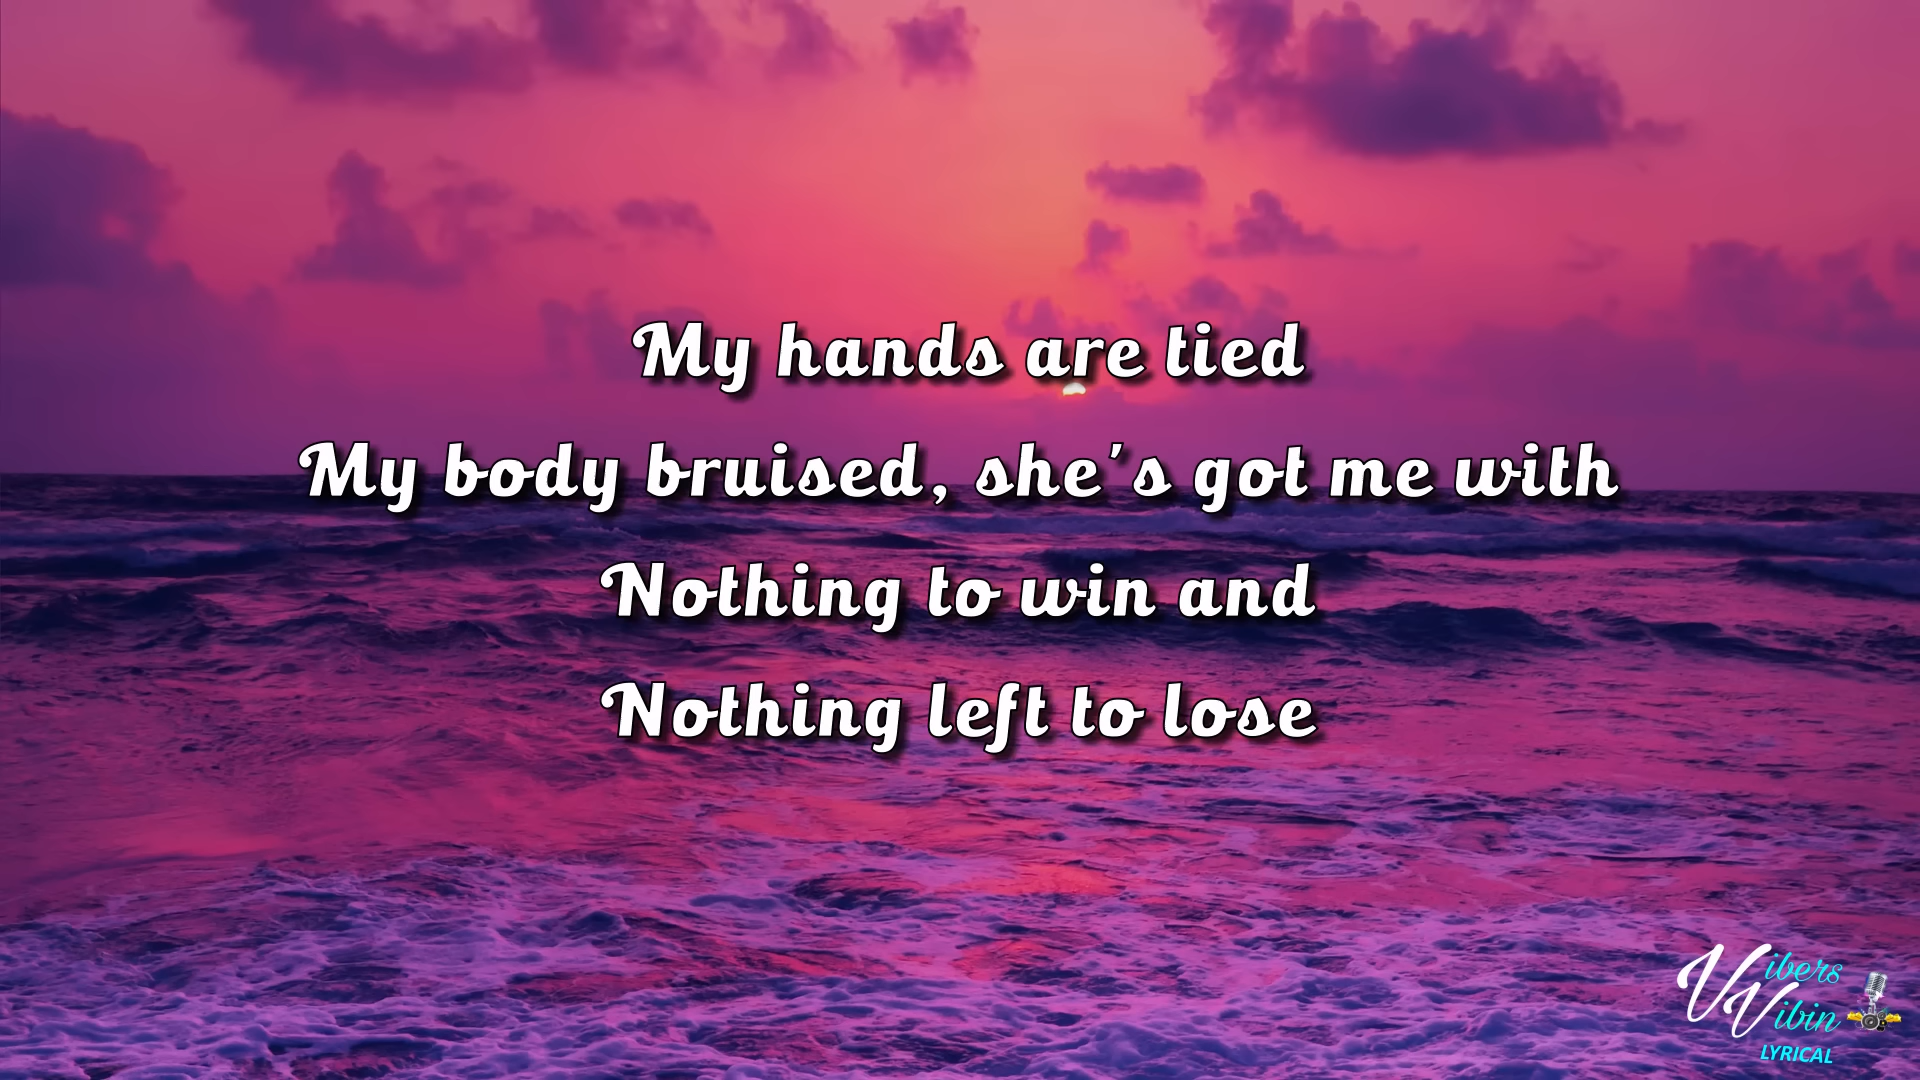 My hands are tied
My body bruised, she's got me with
Nothing to win and
Nothing left to lose
Vibers
Vibin
LYRICAL